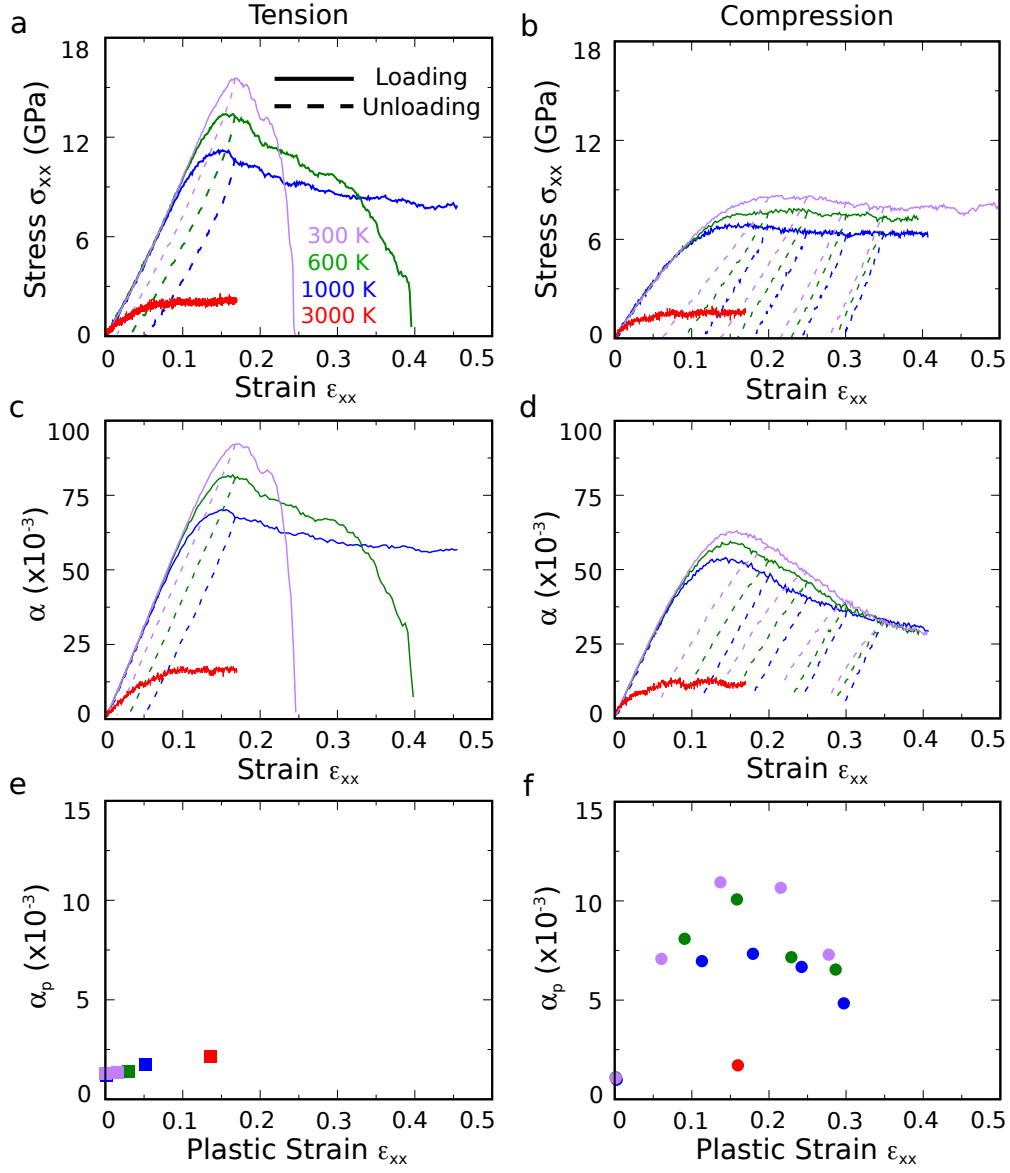 Tension
Compression
a
b
18
12
6
0
Stress σxx (GPa)
Loading
Unloading
300 K
600 K
1000 K
3000 K
0 0.1 0.2 0.3 0.4 0.5
Strain εxx
18
12
6
0
Stress σxx (GPa)
0 0.1 0.2 0.3 0.4 0.5
Strain εxx
c
d
100
75
50
25
0
α (x10⁻³)
0 0.1 0.2 0.3 0.4 0.5
Strain εxx
100
75
50
25
0
α (x10⁻³)
0 0.1 0.2 0.3 0.4 0.5
Strain εxx
e
f
15
10
5
0
αp (x10⁻³)
0 0.1 0.2 0.3 0.4 0.5
Plastic Strain εxx
15
10
5
0
αp (x10⁻³)
0 0.1 0.2 0.3 0.4 0.5
Plastic Strain εxx